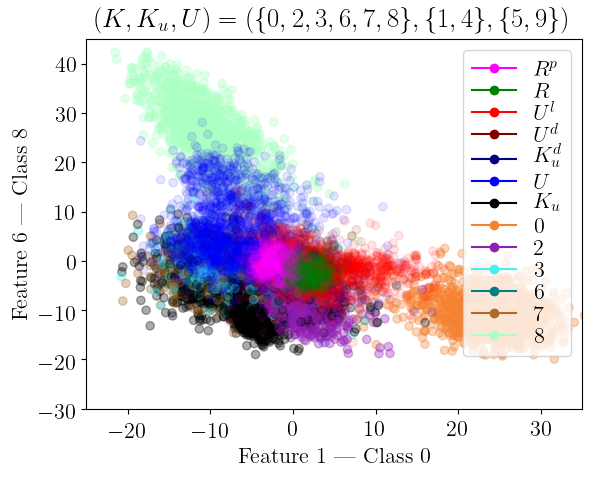 (K, K_u, U) = ({0, 2, 3, 6, 7, 8}, {1, 4}, {5, 9})
Feature 6 — Class 8
40
30
20
10
0
−10
−20
−30
−20
−10
0
10
20
30
Feature 1 — Class 0
R^p
R
U^l
U^d
K_u^d
U
K_u
0
2
3
6
7
8